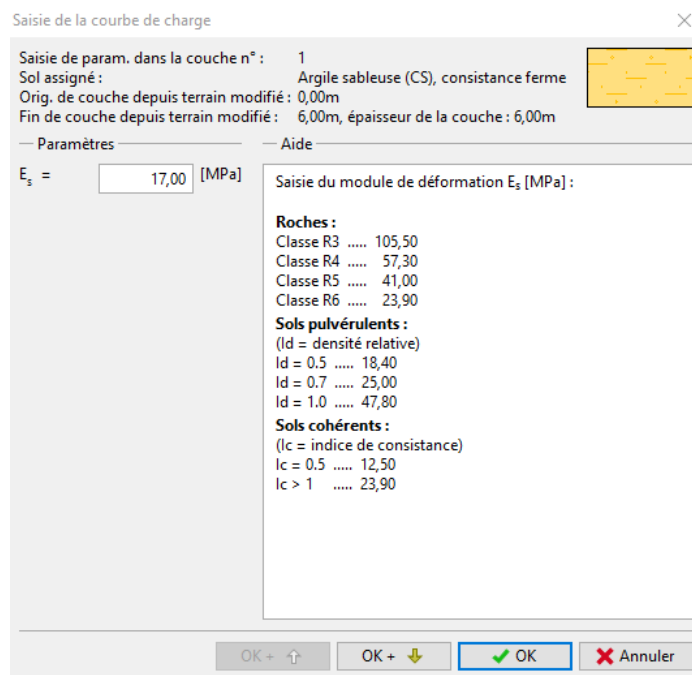 Saisie de la courbe de charge
Saisie de param. dans la couche n° : 1
Sol assigné : Argile sableuse (CS), consistance ferme
Orig. de couche depuis terrain modifié : 0,00m
Fin de couche depuis terrain modifié : 6,00m, épaisseur de la couche : 6,00m
Paramètres
Es = 17,00 [MPa]
Aide
Saisie du module de déformation Es [MPa] :
Roches :
Classe R3 ..... 105,50
Classe R4 ..... 57,30
Classe R5 ..... 41,00
Classe R6 ..... 23,90
Sols pulvérulents :
(Id = densité relative)
Id = 0.5 ..... 18,40
Id = 0.7 ..... 25,00
Id = 1.0 ..... 47,80
Sols cohérents :
(Ic = indice de consistance)
Ic = 0.5 ..... 12,50
Ic > 1 ..... 23,90
OK + OK + OK Annuler